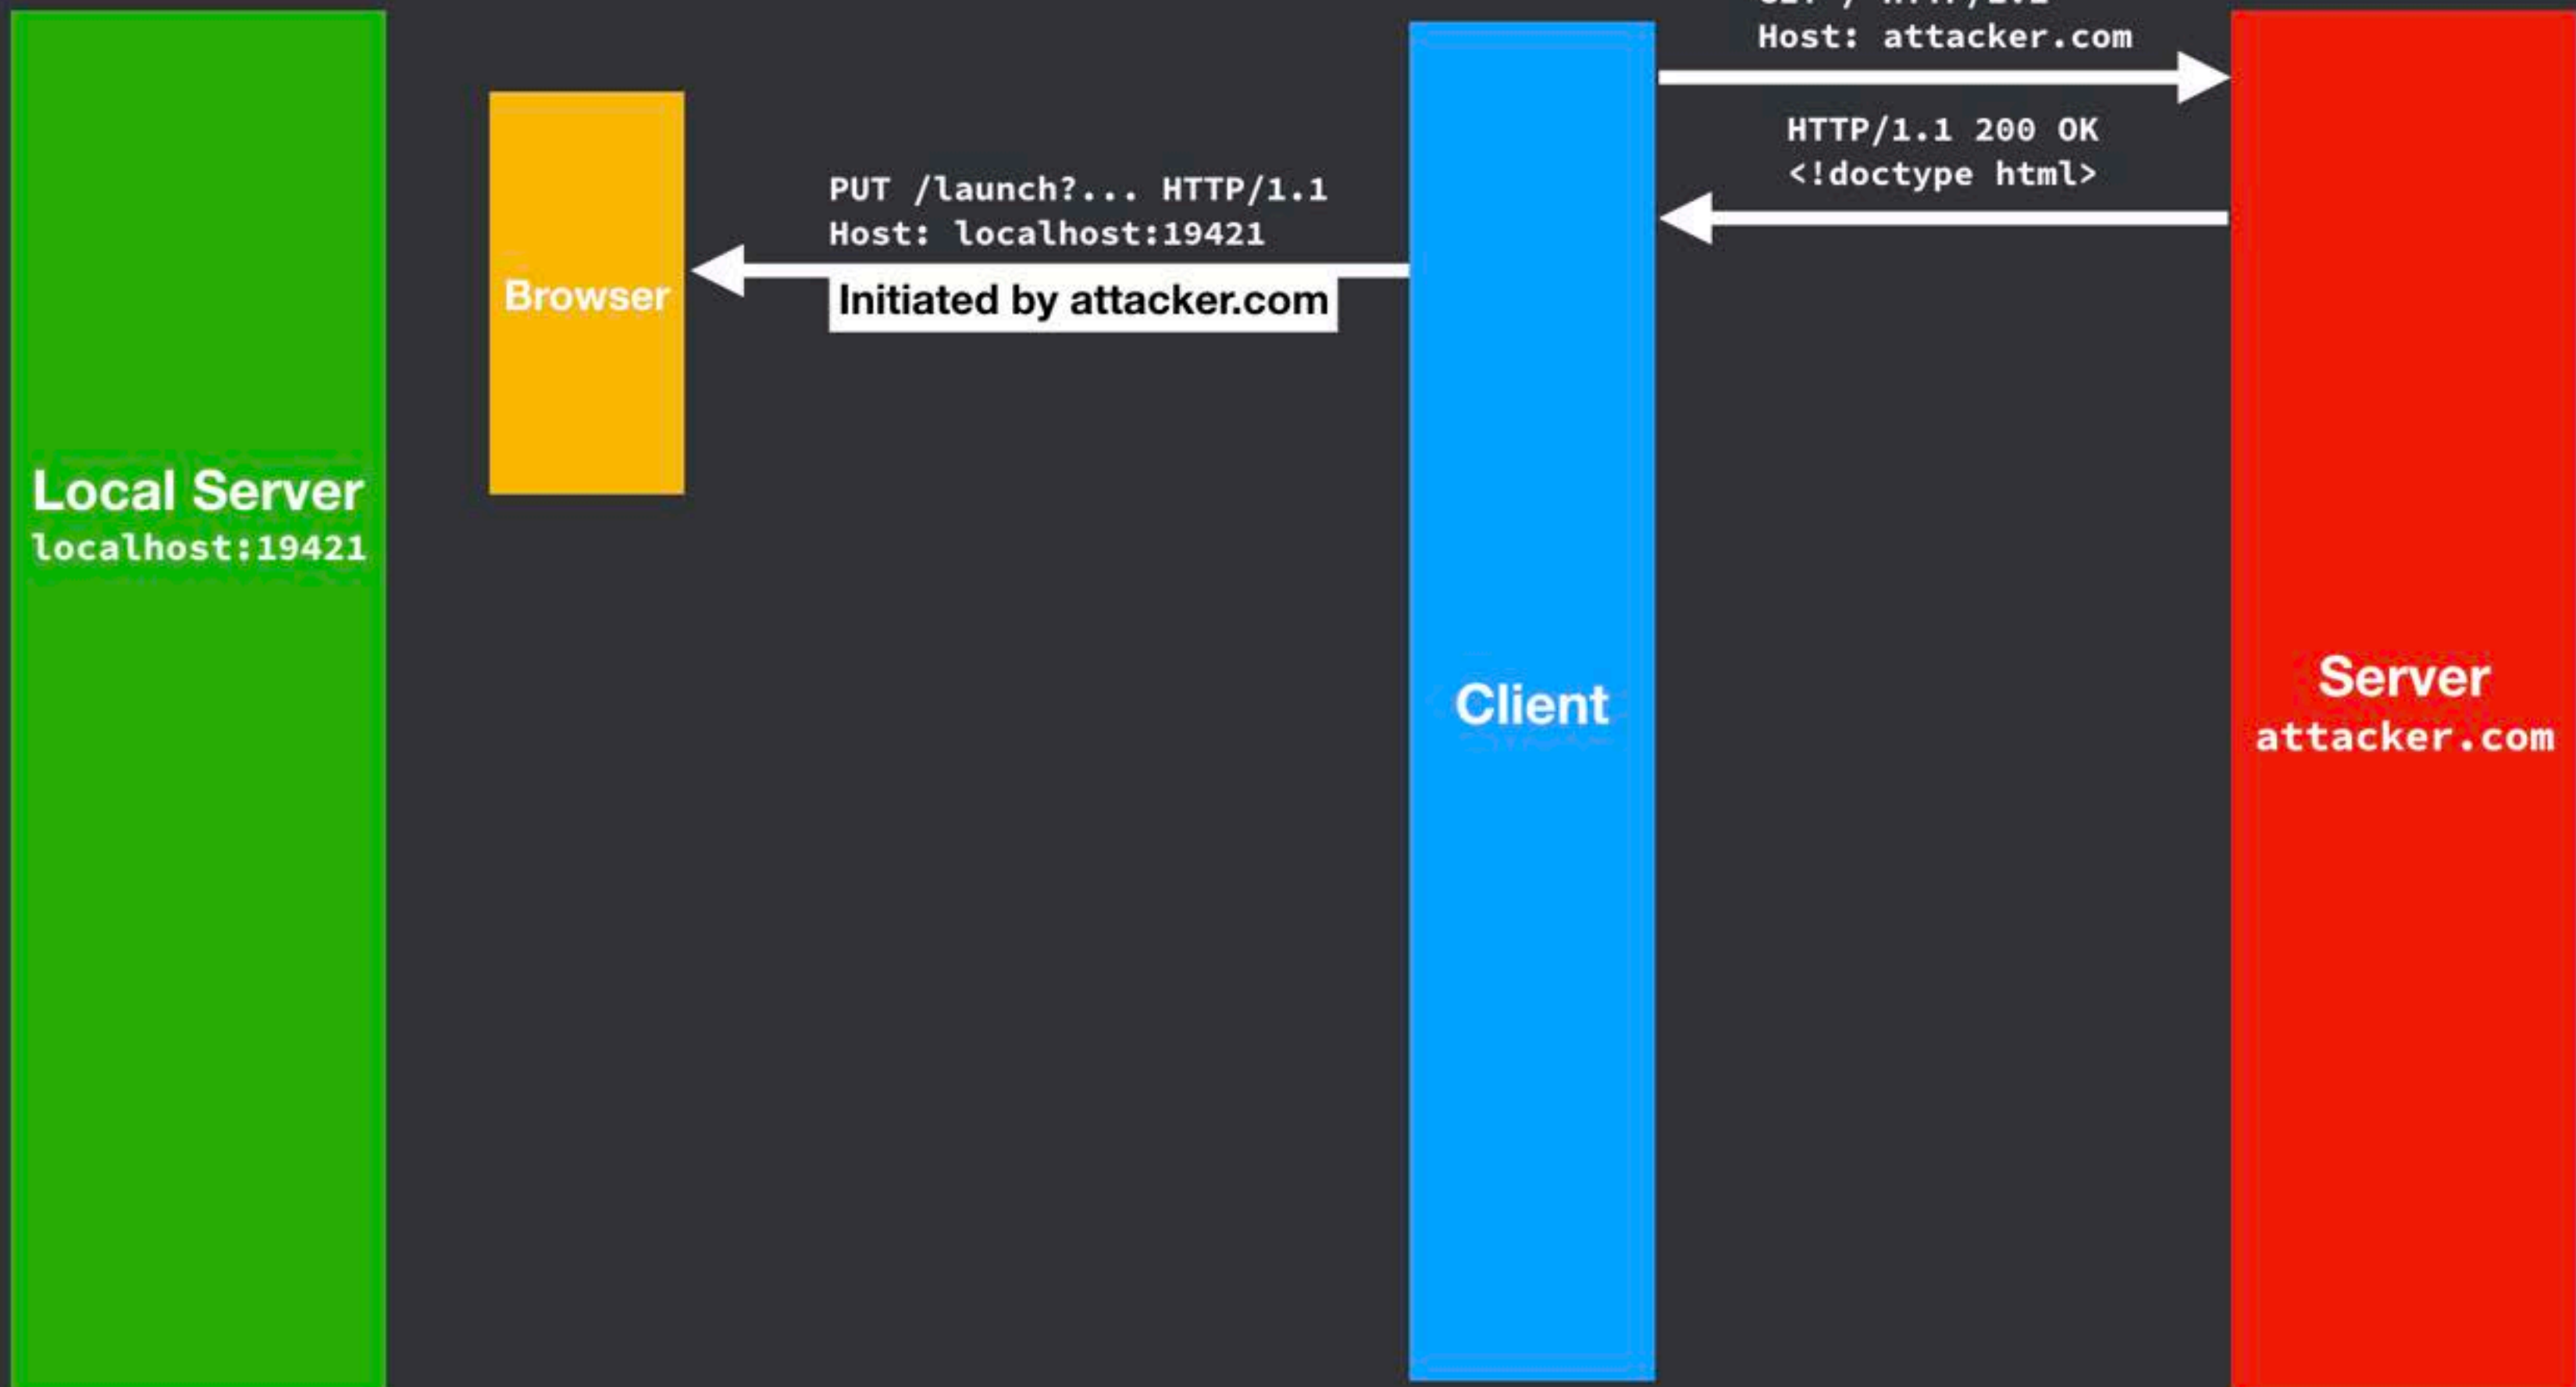 Host: attacker.com
HTTP/1.1 200 OK
<!doctype html>
PUT /launch?... HTTP/1.1
Host: localhost:19421
Initiated by attacker.com
Browser
Local Server
localhost:19421
Client
Server
attacker.com